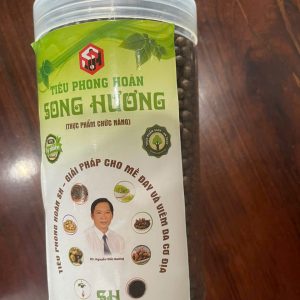 TIÊU PHONG HOÀN
SONG HƯƠNG
(THỰC PHẨM CHỨC NĂNG)
TIÊU PHONG HOÀN SH - GIẢI PHÁP CHO MỀ ĐAY VÀ VIÊM DA CƠ ĐỊA
SH